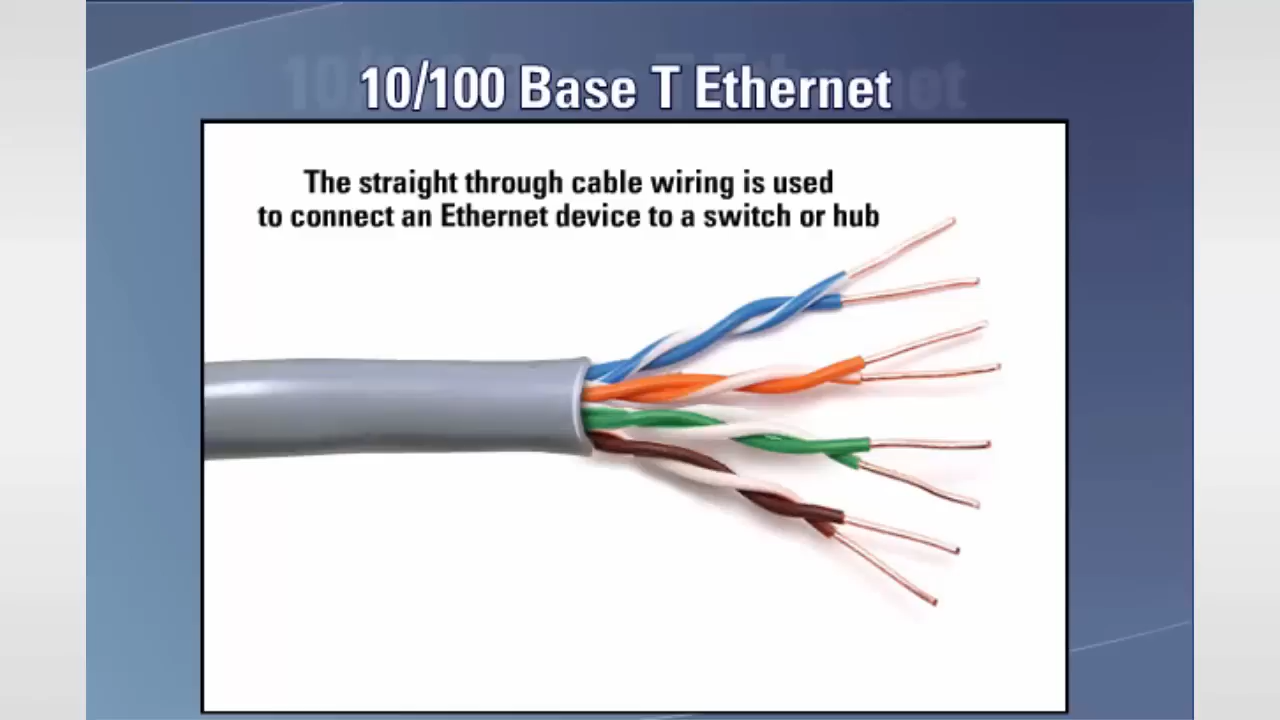 10/100 Base T Ethernet
The straight through cable wiring is used
to connect an Ethernet device to a switch or hub